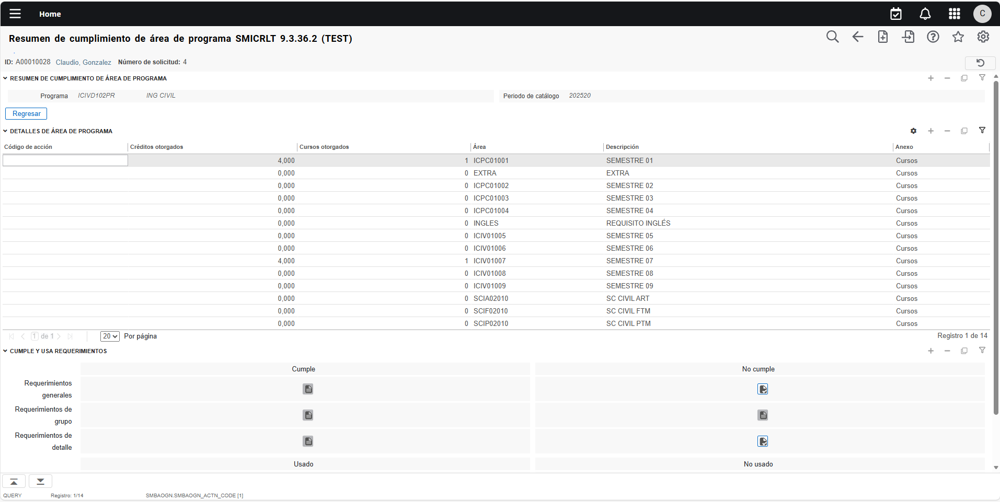 Home
C
Resumen de cumplimiento de área de programa SMICRLT 9.3.36.2 (TEST)
ID: A00010028 Claudio, Gonzalez Número de solicitud: 4
RESUMEN DE CUMPLIMIENTO DE ÁREA DE PROGRAMA
Programa ICIVD102PR ING CIVIL Periodo de catálogo 202520
Regresar
DETALLES DE ÁREA DE PROGRAMA
Código de acción Créditos otorgados Cursos otorgados Área Descripción Anexo
4,000 1 ICPC01001 SEMESTRE 01 Cursos
0,000 0 EXTRA EXTRA Cursos
0,000 0 ICPC01002 SEMESTRE 02 Cursos
0,000 0 ICPC01003 SEMESTRE 03 Cursos
0,000 0 ICPC01004 SEMESTRE 04 Cursos
0,000 0 INGLES REQUISITO INGLÉS Cursos
0,000 0 ICIV01005 SEMESTRE 05 Cursos
0,000 0 ICIV01006 SEMESTRE 06 Cursos
4,000 1 ICIV01007 SEMESTRE 07 Cursos
0,000 0 ICIV01008 SEMESTRE 08 Cursos
0,000 0 ICIV01009 SEMESTRE 09 Cursos
0,000 0 SCIA02010 SC CIVIL ART Cursos
0,000 0 SCIF02010 SC CIVIL FTM Cursos
0,000 0 SCIP02010 SC CIVIL PTM Cursos
1 de 1 20 Por página Registro 1 de 14
CUMPLE Y USA REQUERIMIENTOS
Cumple No cumple
Requerimientos
generales
Requerimientos de
grupo
Requerimientos de
detalle
Usado No usado
QUERY Registro: 1/14 SMBAOGN.SMBAOGN_ACTN_CODE [1]